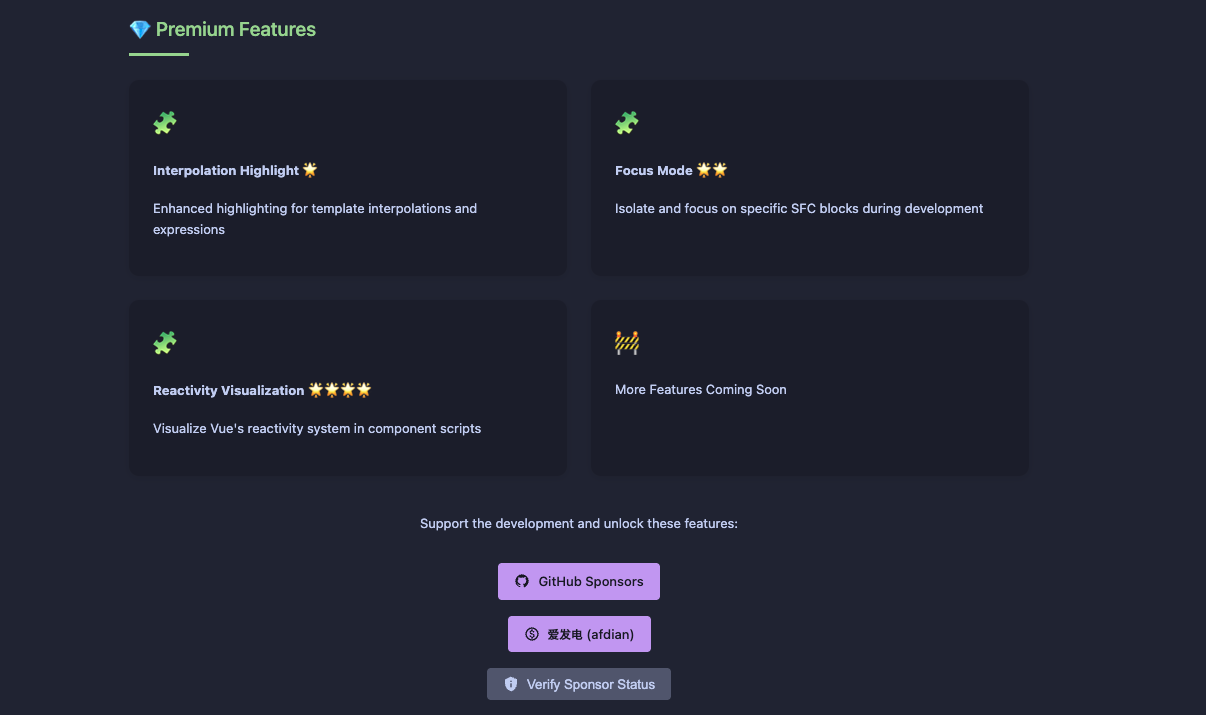 💎 Premium Features
Interpolation Highlight 🌟
Enhanced highlighting for template interpolations and
expressions
Focus Mode 🌟🌟
Isolate and focus on specific SFC blocks during development
Reactivity Visualization 🌟🌟🌟🌟
Visualize Vue's reactivity system in component scripts
More Features Coming Soon
Support the development and unlock these features:
GitHub Sponsors
爱发电 (afdian)
Verify Sponsor Status